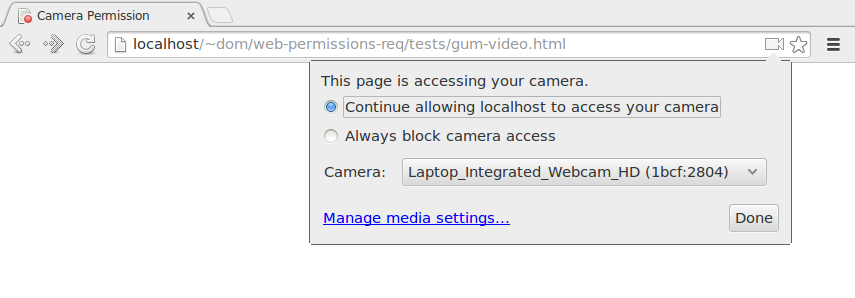 Camera Permission
localhost/~dom/web-permissions-req/tests/gum-video.html
This page is accessing your camera.
Continue allowing localhost to access your camera
Always block camera access
Camera: Laptop_Integrated_Webcam_HD (1bcf:2804)
Manage media settings... Done